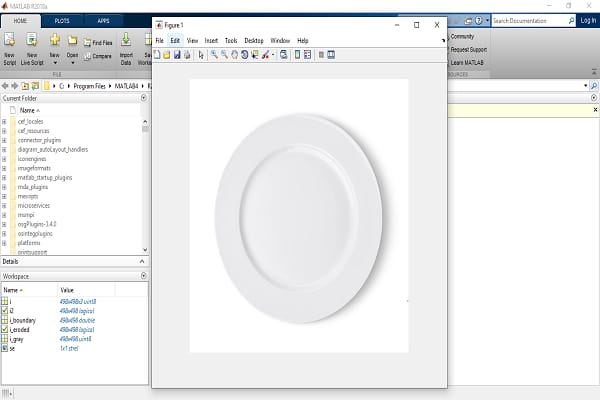 MATLAB R2018a
HOME PLOTS APPS
Search Documentation Log In
New Script
New Live Script
New
Open
Find Files
Compare
Import Data
Save
FILE
Community
Request Support
Learn MATLAB
C: Program Files MATLAB4
Current Folder
Name
cef_locales
cef_resources
connector_plugins
diagram_autoLayout_handlers
Iconengines
imageformats
matlab_startup_plugins
mda_plugins
mexopts
microservices
msmpi
osgPlugins-3.4.0
osintegplugins
platforms
printsupport
Details
Workspace
Name Value
i 498x498x3 uint8
i2 498x498 logical
i_boundary 498x498 double
i_eroded 498x498 logical
i_gray 498x498 uint8
se 1x1 strel
Figure 1
File Edit View Insert Tools Desktop Window Help